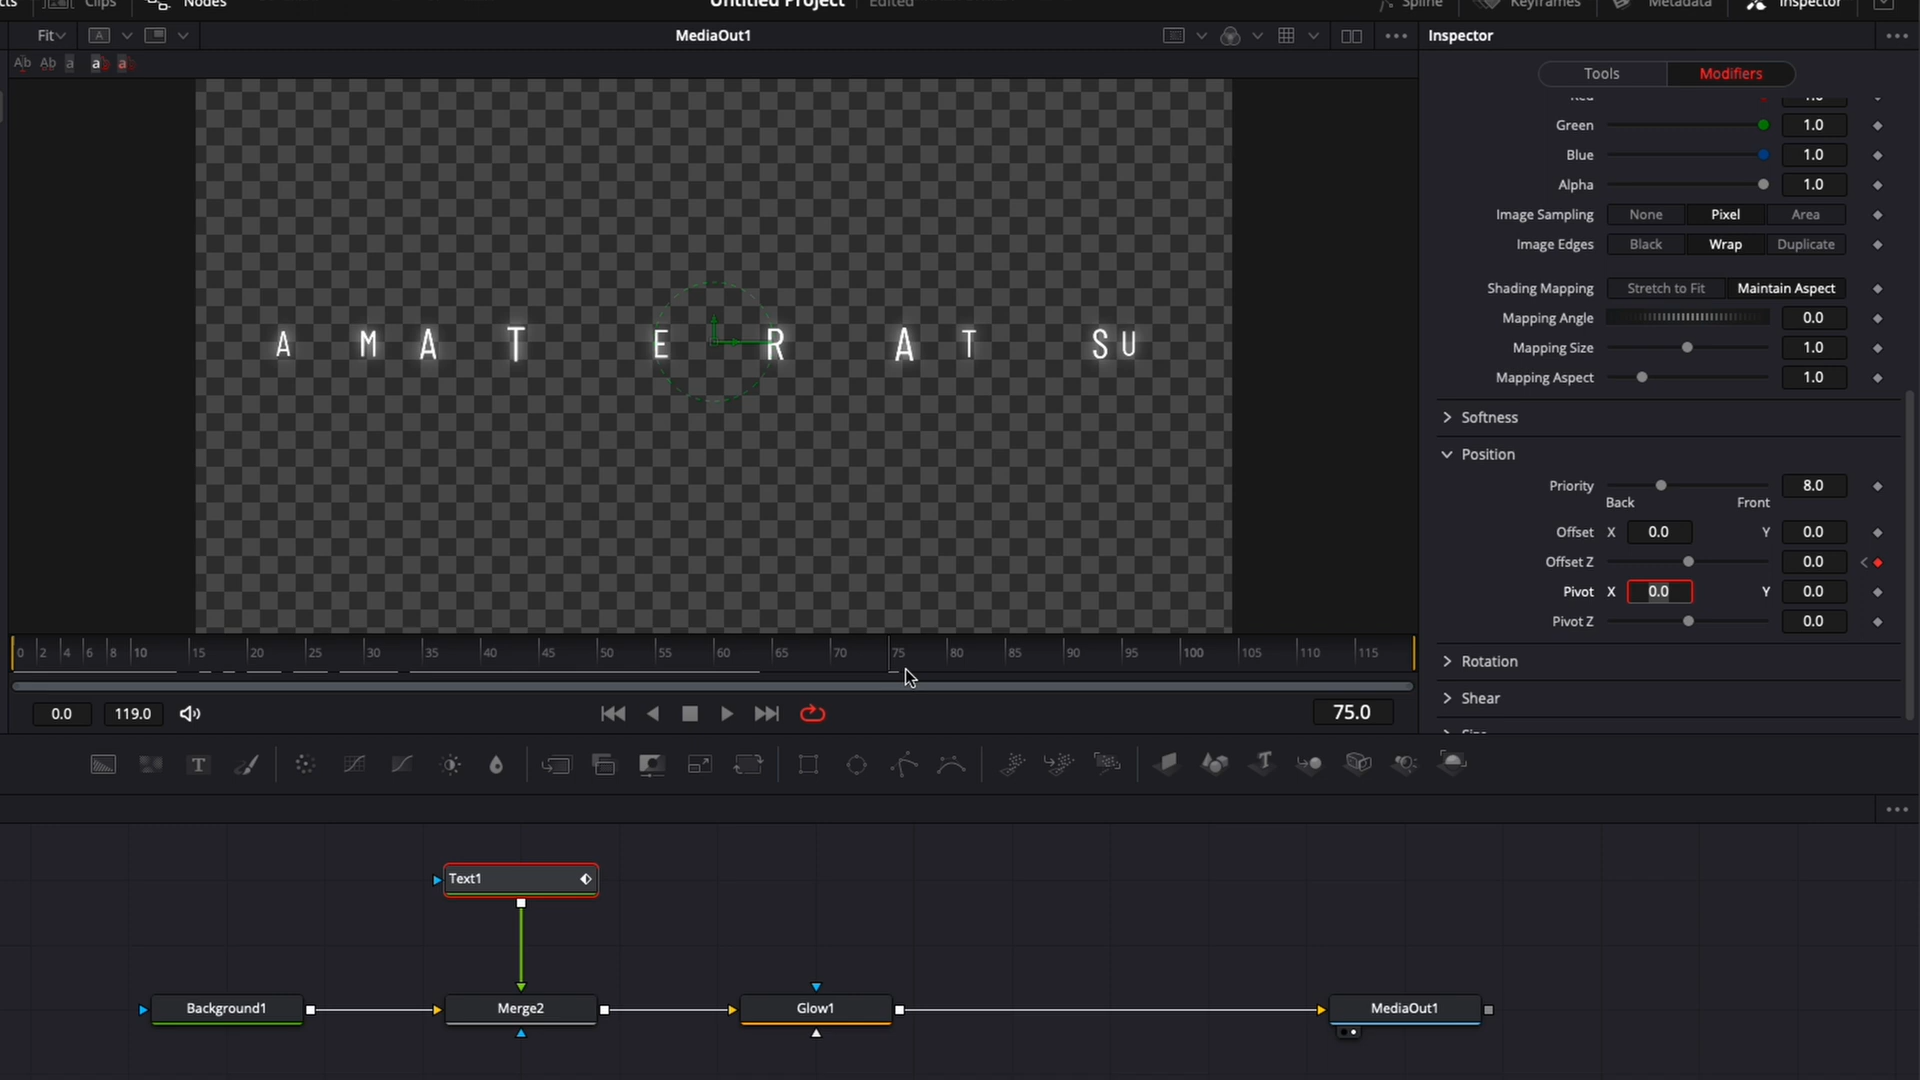 Clips
Nodes
Untitled Project
Edited
Spline
Keyframes
Metadata
Inspector
Fit
A
MediaOut1
Inspector
Ab Ab a a a
Tools
Modifiers
Green 1.0
Blue 1.0
Alpha 1.0
Image Sampling None Pixel Area
Image Edges Black Wrap Duplicate
Shading Mapping Stretch to Fit Maintain Aspect
Mapping Angle 0.0
Mapping Size 1.0
Mapping Aspect 1.0
A M A T E R A T S U
Softness
Position
Priority 8.0
Back Front
Offset X 0.0 Y 0.0
Offset Z 0.0
Pivot X 0.0 Y 0.0
Pivot Z 0.0
Rotation
Shear
0 2 4 6 8 10 15 20 25 30 35 40 45 50 55 60 65 70 75 80 85 90 95 100 105 110 115
0.0 119.0 75.0
T T
Text1
Background1 Merge2 Glow1 MediaOut1